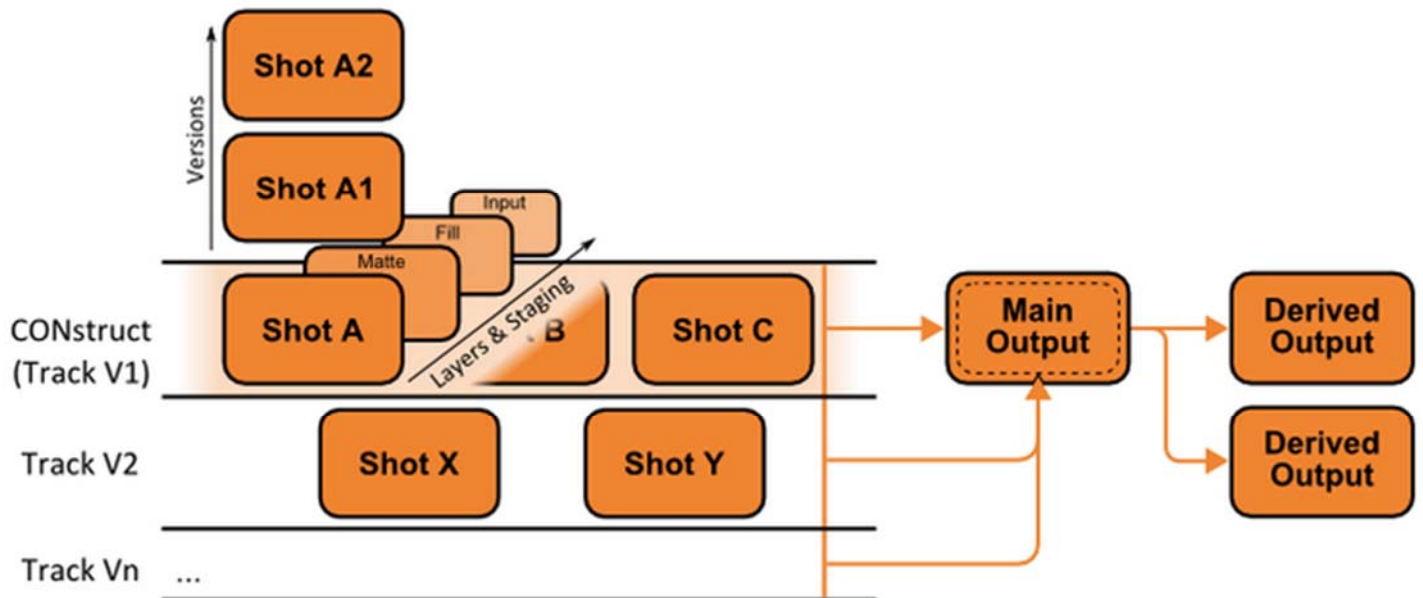 Shot A2
Versions
Shot A1
Input
Fill
Matte
Layers & Staging
CONstruct
(Track V1)
Shot A
B
Shot C
Main
Output
Derived
Output
Track V2
Shot X
Shot Y
Derived
Output
Track Vn
...